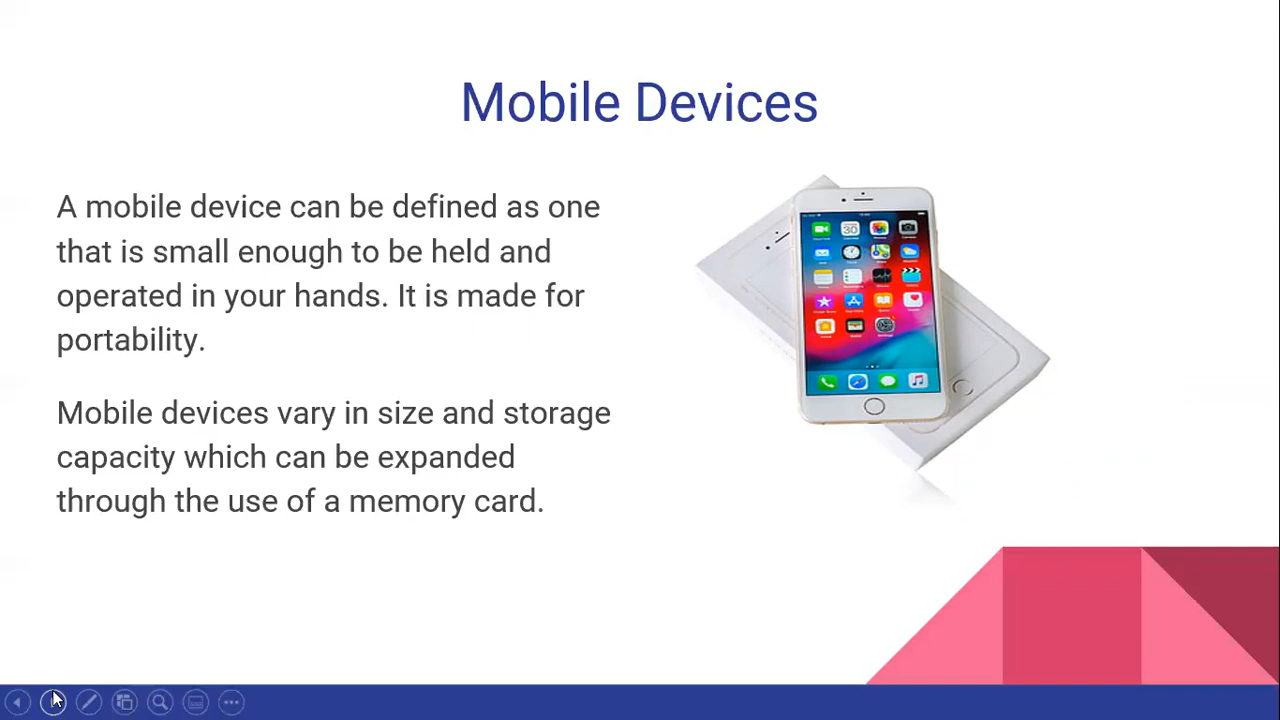 Mobile Devices
A mobile device can be defined as one
that is small enough to be held and
operated in your hands. It is made for
portability.
Mobile devices vary in size and storage
capacity which can be expanded
through the use of a memory card.
30